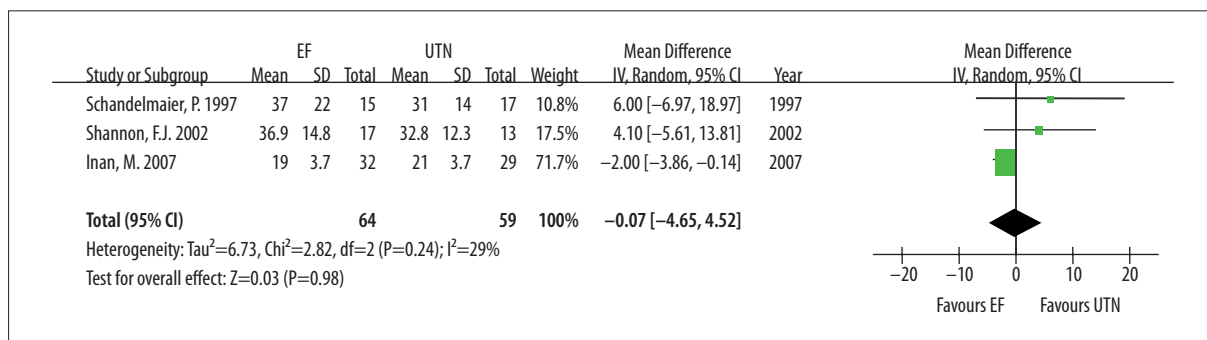 EF UTN Mean Difference Mean Difference
Study or Subgroup Mean SD Total Mean SD Total Weight IV, Random, 95% CI Year IV, Random, 95% CI
Schandelmaier, P. 1997 37 22 15 31 14 17 10.8% 6.00 [−6.97, 18.97] 1997
Shannon, F.J. 2002 36.9 14.8 17 32.8 12.3 13 17.5% 4.10 [−5.61, 13.81] 2002
Inan, M. 2007 19 3.7 32 21 3.7 29 71.7% −2.00 [−3.86, −0.14] 2007
Total (95% CI) 64 59 100% −0.07 [−4.65, 4.52]
Heterogeneity: Tau²=6.73, Chi²=2.82, df=2 (P=0.24); I²=29%
Test for overall effect: Z=0.03 (P=0.98)
−20 −10 0 10 20
Favours EF Favours UTN